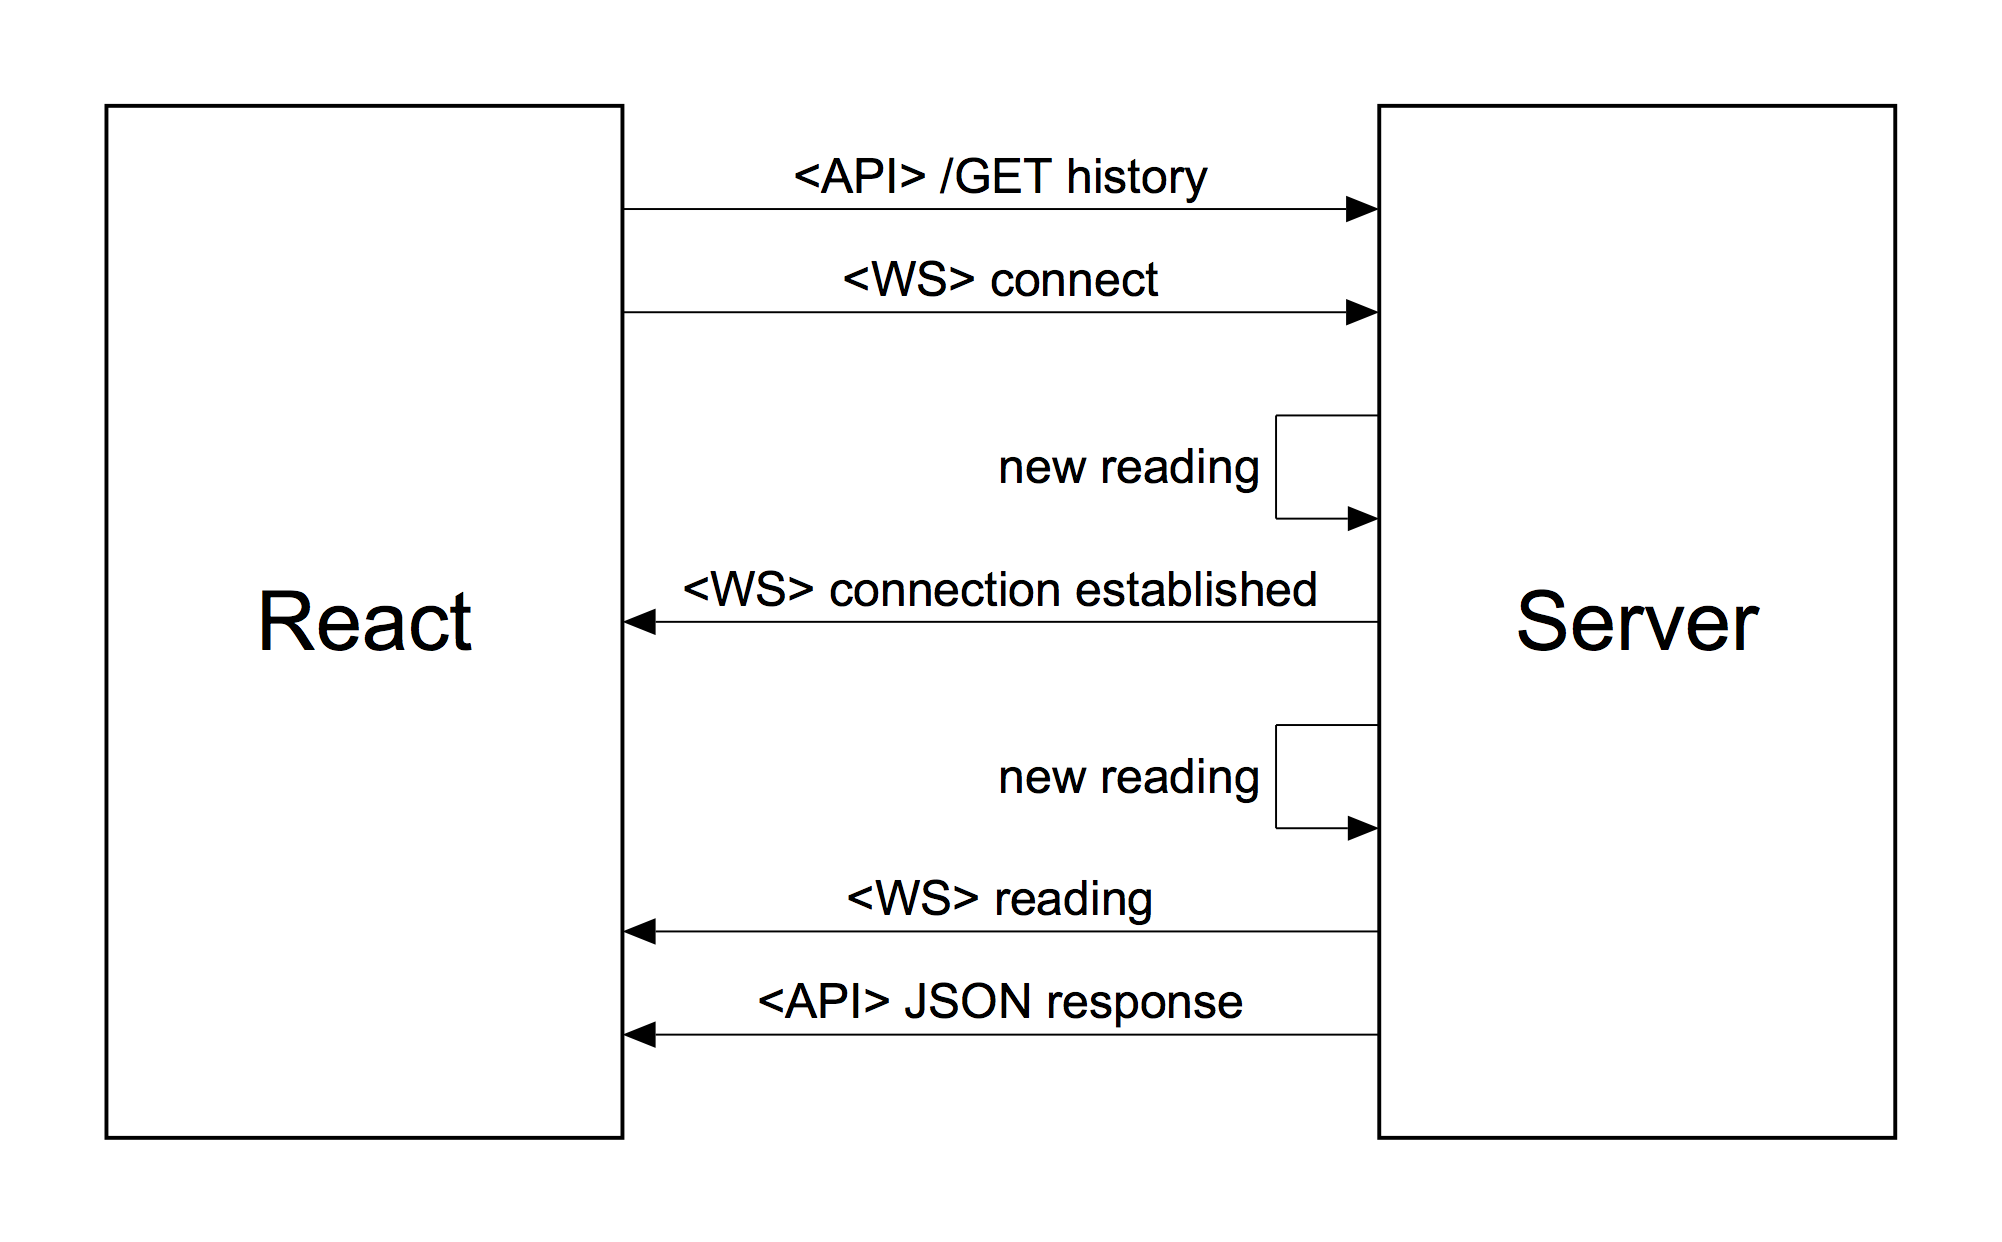 <API> /GET history
<WS> connect
new reading
<WS> connection established
React
Server
new reading
<WS> reading
<API> JSON response